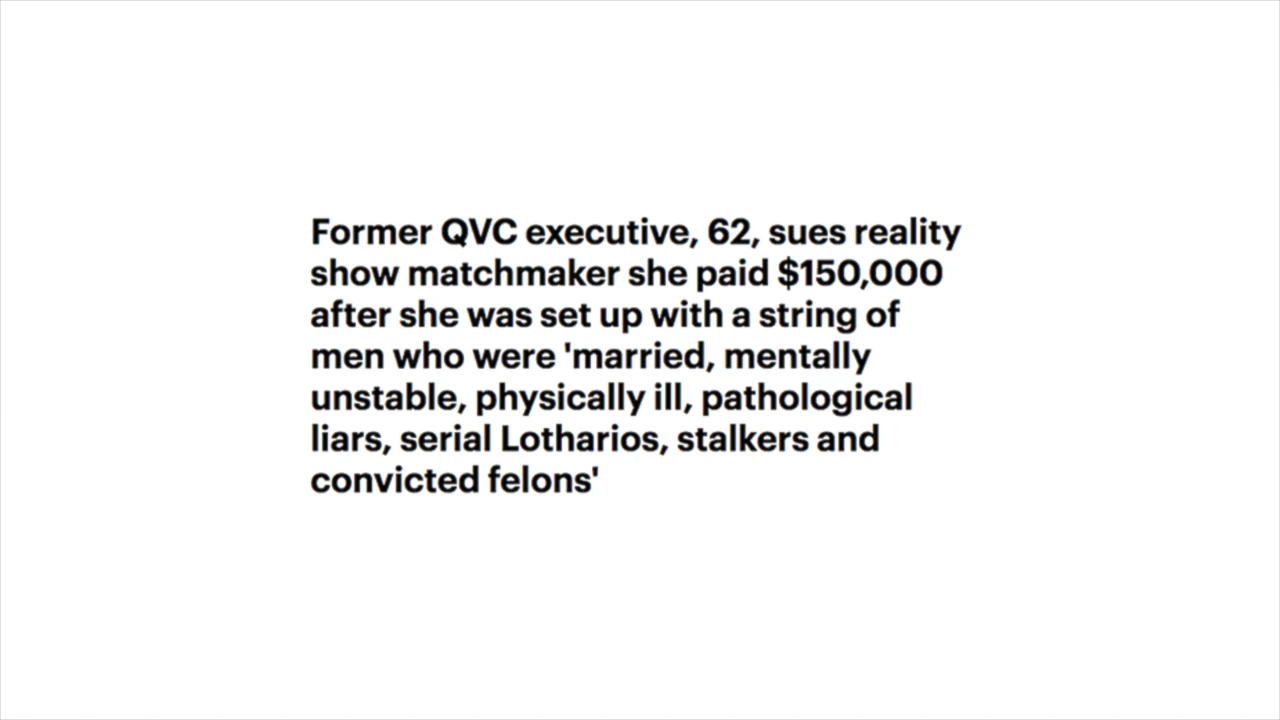 Former QVC executive, 62, sues reality
show matchmaker she paid $150,000
after she was set up with a string of
men who were 'married, mentally
unstable, physically ill, pathological
liars, serial Lotharios, stalkers and
convicted felons'